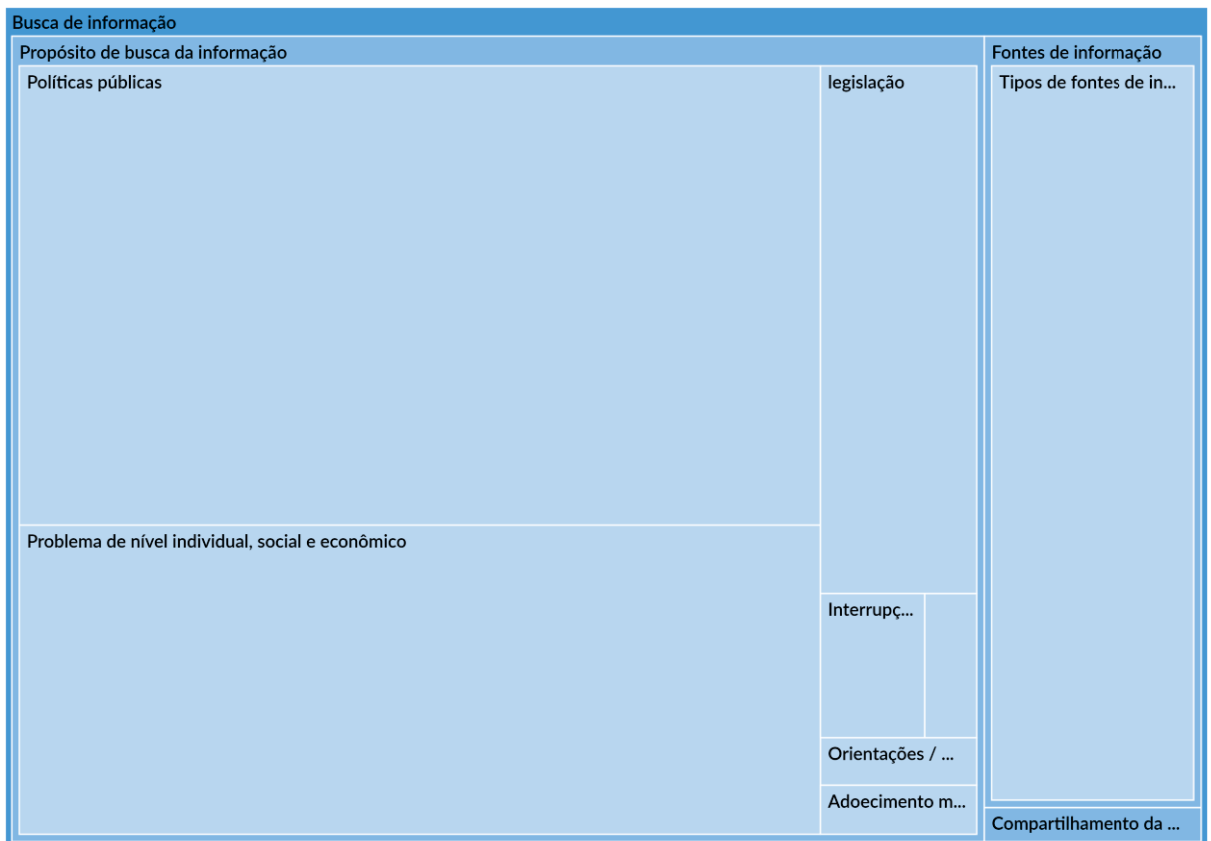 Busca de informação
Propósito de busca da informação
Políticas públicas
legislação
Problema de nível individual, social e econômico
Interrupç...
Orientações / ...
Adoecimento m...
Fontes de informação
Tipos de fontes de in...
Compartilhamento da ...